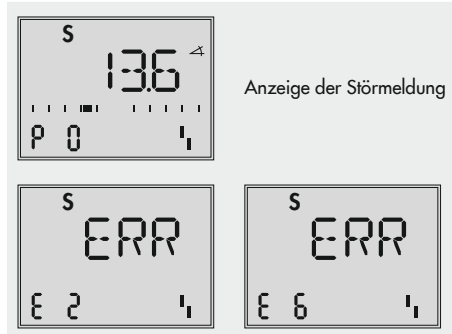 S
13.6
Anzeige der Störmeldung
P 0
S
ERR
E 2
S
ERR
E 6